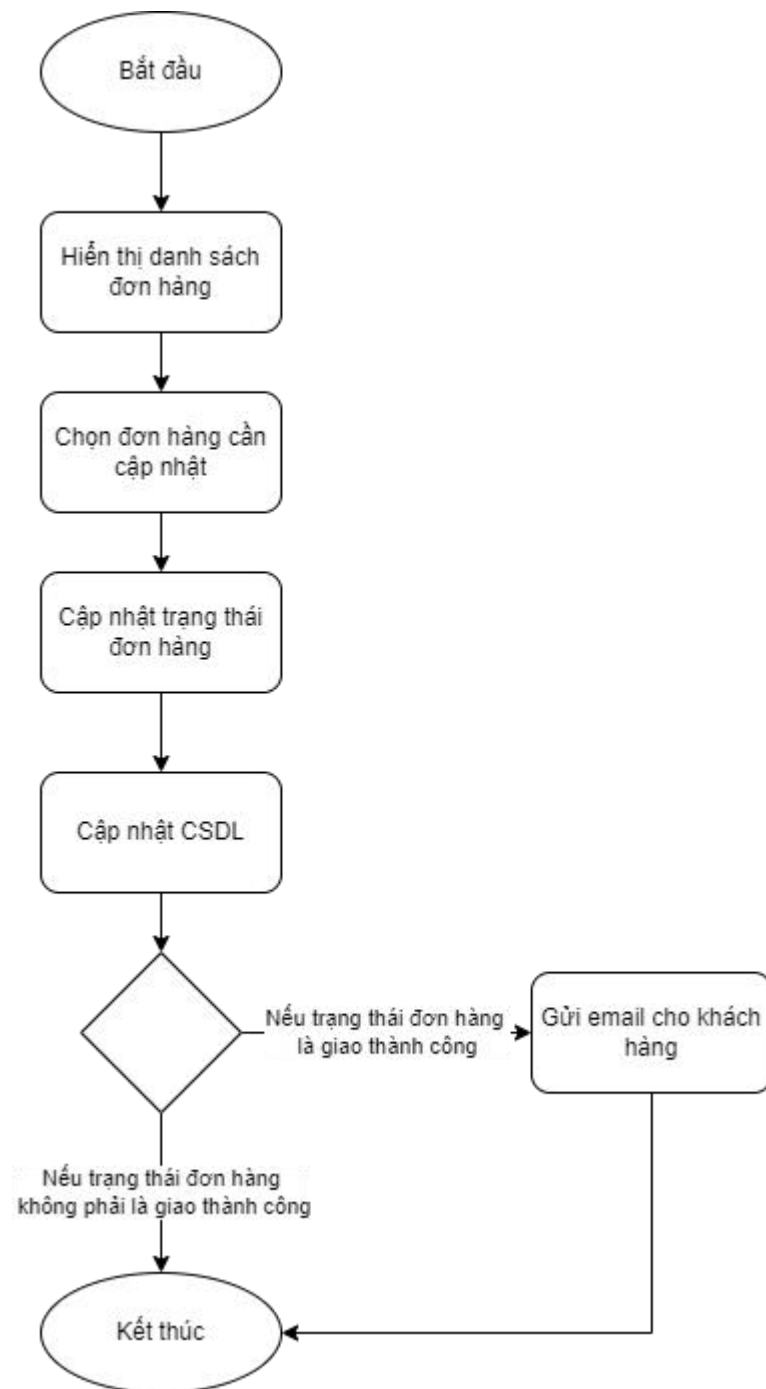 Bắt đầu
Hiển thị danh sách
đơn hàng
Chọn đơn hàng cần
cập nhật
Cập nhật trạng thái
đơn hàng
Cập nhật CSDL
Nếu trạng thái đơn hàng
là giao thành công
Gửi email cho khách
hàng
Nếu trạng thái đơn hàng
không phải là giao thành công
Kết thúc